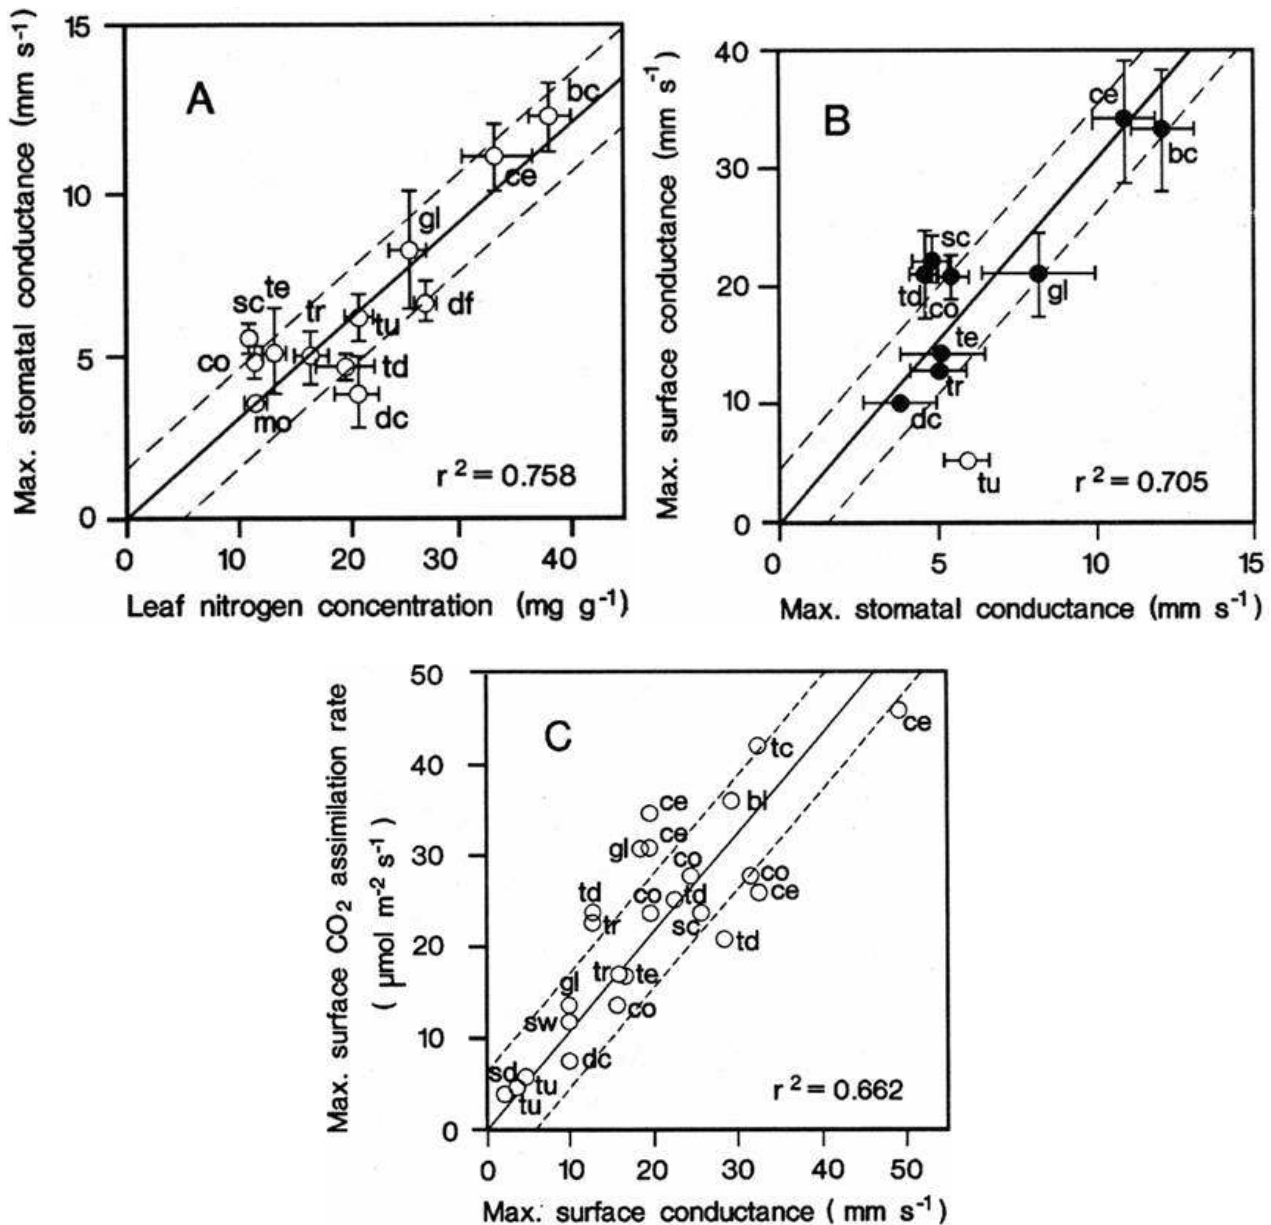 A
Max. stomatal conductance (mm s⁻¹)
15
10
5
0
bc
ce
gl
df
te
sc
tr
tu
co
td
mo
dc
r² = 0.758
0 10 20 30 40
Leaf nitrogen concentration (mg g⁻¹)
B
Max. surface conductance (mm s⁻¹)
40
30
20
10
0
ce
bc
sc
td
co
gl
te
tr
dc
tu
r² = 0.705
0 5 10 15
Max. stomatal conductance (mm s⁻¹)
C
Max. surface CO₂ assimilation rate
( µmol m⁻² s⁻¹ )
50
40
30
20
10
0
ce
tc
ce
bl
ce
gl
co
co
ce
td
co
td
tr
sc
td
tr
te
gl
co
sw
dc
sd
tu
tu
r² = 0.662
0 10 20 30 40 50
Max. surface conductance ( mm s⁻¹)